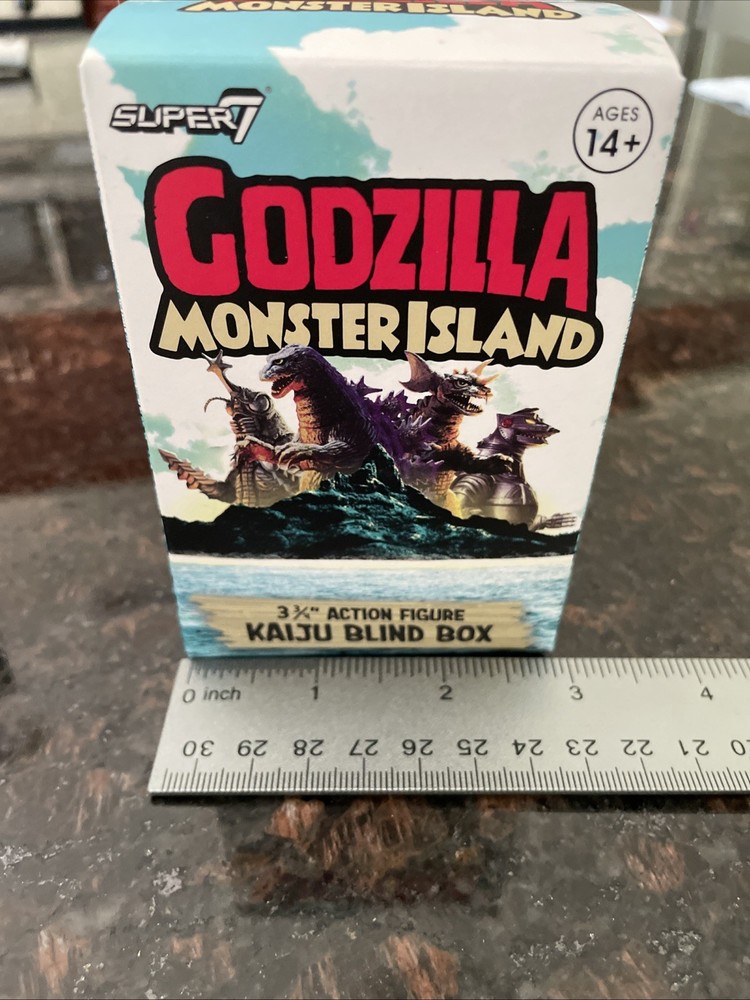 MONSTER ISLAND
SUPER7
AGES
14+
GODZILLA
MONSTER ISLAND
3 ¾" ACTION FIGURE
KAIJU BLIND BOX
0 inch 1 2 3 4
30 29 28 27 26 25 24 23 22 21 20